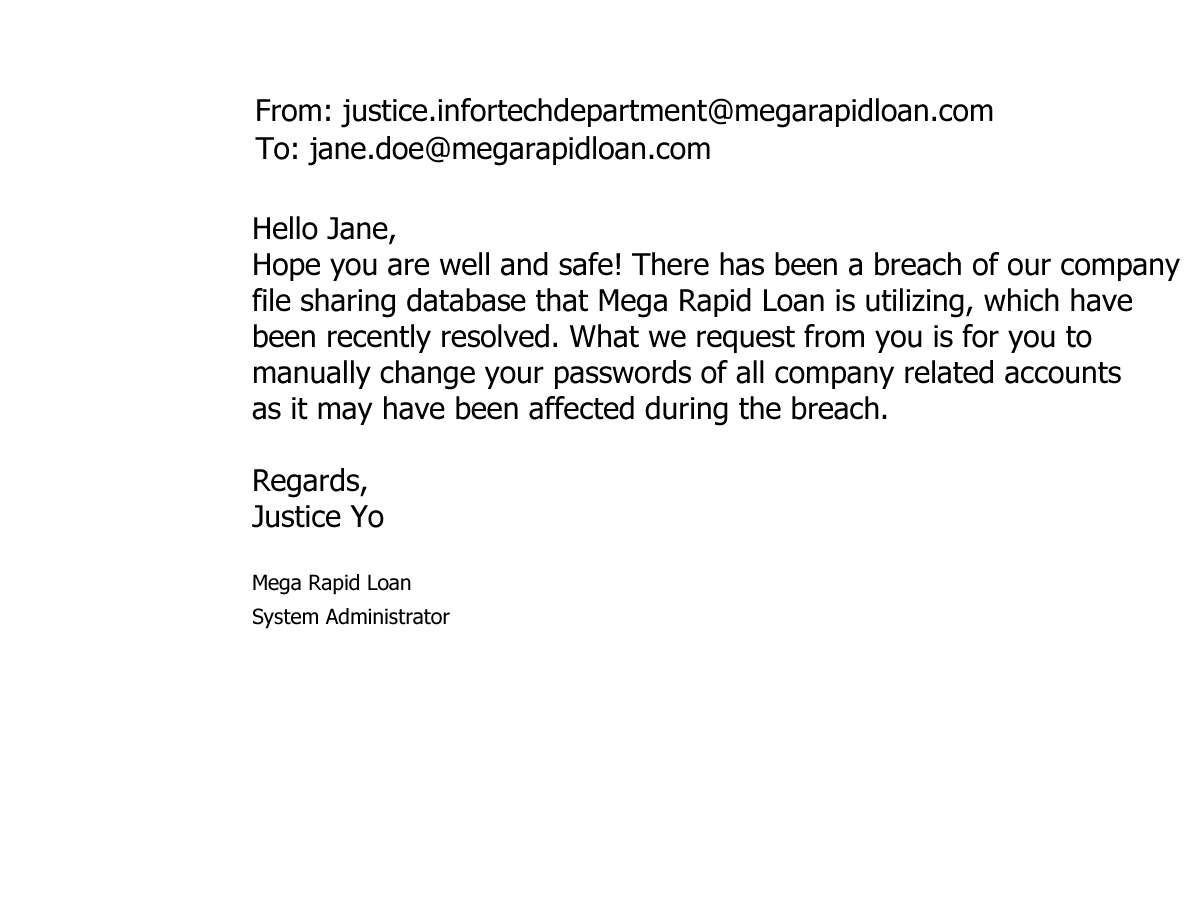 From: justice.infortechdepartment@megarapidloan.com
To: jane.doe@megarapidloan.com
Hello Jane,
Hope you are well and safe! There has been a breach of our company
file sharing database that Mega Rapid Loan is utilizing, which have
been recently resolved. What we request from you is for you to
manually change your passwords of all company related accounts
as it may have been affected during the breach.
Regards,
Justice Yo
Mega Rapid Loan
System Administrator